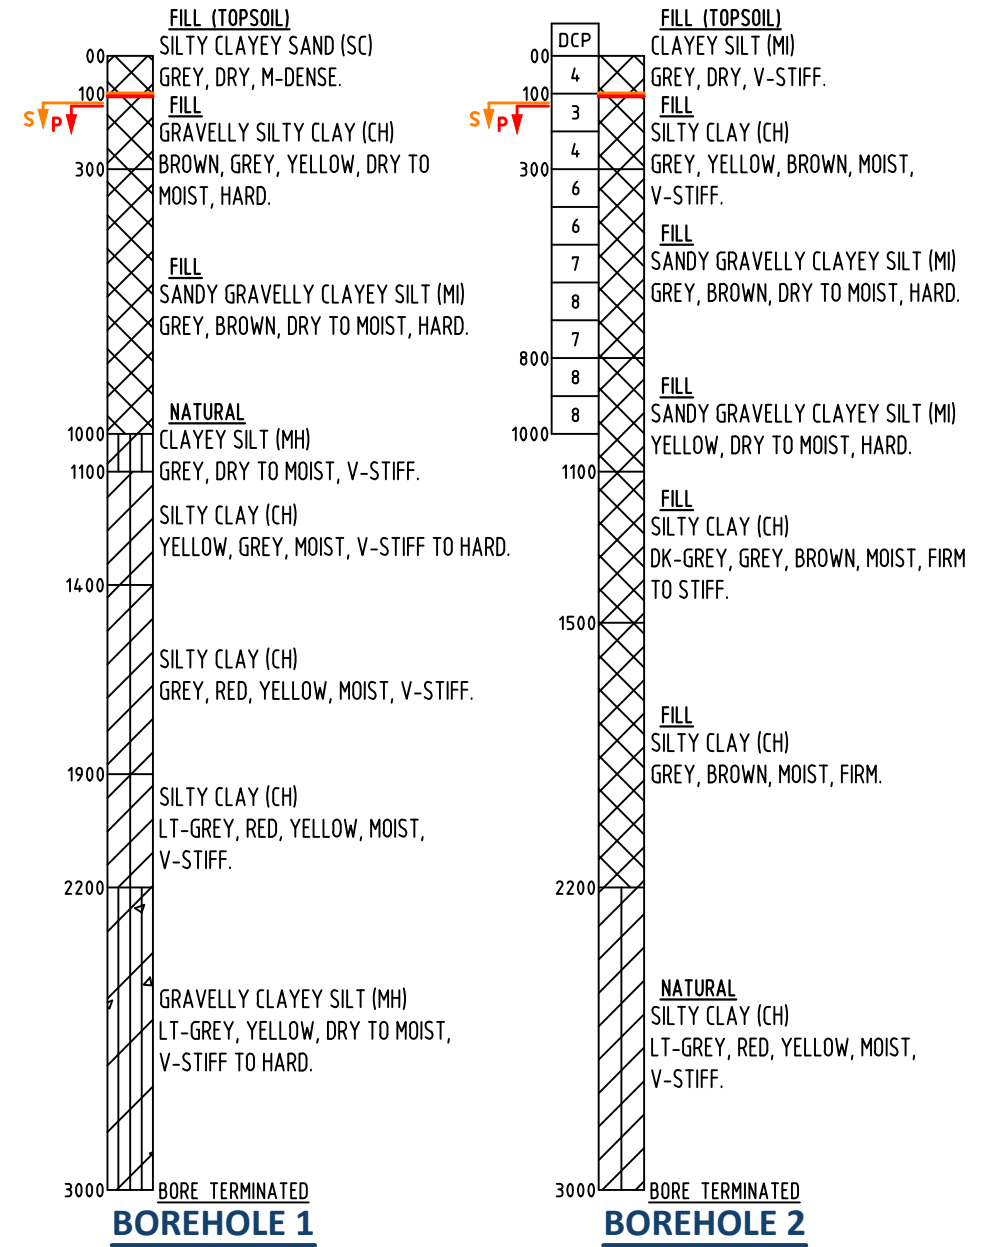 FILL (TOPSOIL)
SILTY CLAYEY SAND (SC)
00
GREY, DRY, M-DENSE.
100
S
P
FILL
GRAVELLY SILTY CLAY (CH)
300
BROWN, GREY, YELLOW, DRY TO
MOIST, HARD.
FILL
SANDY GRAVELLY CLAYEY SILT (MI)
GREY, BROWN, DRY TO MOIST, HARD.
NATURAL
1000
CLAYEY SILT (MH)
1100
GREY, DRY TO MOIST, V-STIFF.
SILTY CLAY (CH)
YELLOW, GREY, MOIST, V-STIFF TO HARD.
1400
SILTY CLAY (CH)
GREY, RED, YELLOW, MOIST, V-STIFF.
1900
SILTY CLAY (CH)
LT-GREY, RED, YELLOW, MOIST,
V-STIFF.
2200
GRAVELLY CLAYEY SILT (MH)
LT-GREY, YELLOW, DRY TO MOIST,
V-STIFF TO HARD.
3000
BORE TERMINATED
BOREHOLE 1
FILL (TOPSOIL)
DCP
CLAYEY SILT (MI)
00
4
GREY, DRY, V-STIFF.
100
S
P
3
FILL
SILTY CLAY (CH)
4
300
GREY, YELLOW, BROWN, MOIST,
6
V-STIFF.
6
FILL
7
SANDY GRAVELLY CLAYEY SILT (MI)
8
GREY, BROWN, DRY TO MOIST, HARD.
7
800
8
FILL
8
SANDY GRAVELLY CLAYEY SILT (MI)
1000
YELLOW, DRY TO MOIST, HARD.
1100
FILL
SILTY CLAY (CH)
DK-GREY, GREY, BROWN, MOIST, FIRM
TO STIFF.
1500
FILL
SILTY CLAY (CH)
GREY, BROWN, MOIST, FIRM.
2200
NATURAL
SILTY CLAY (CH)
LT-GREY, RED, YELLOW, MOIST,
V-STIFF.
3000
BORE TERMINATED
BOREHOLE 2